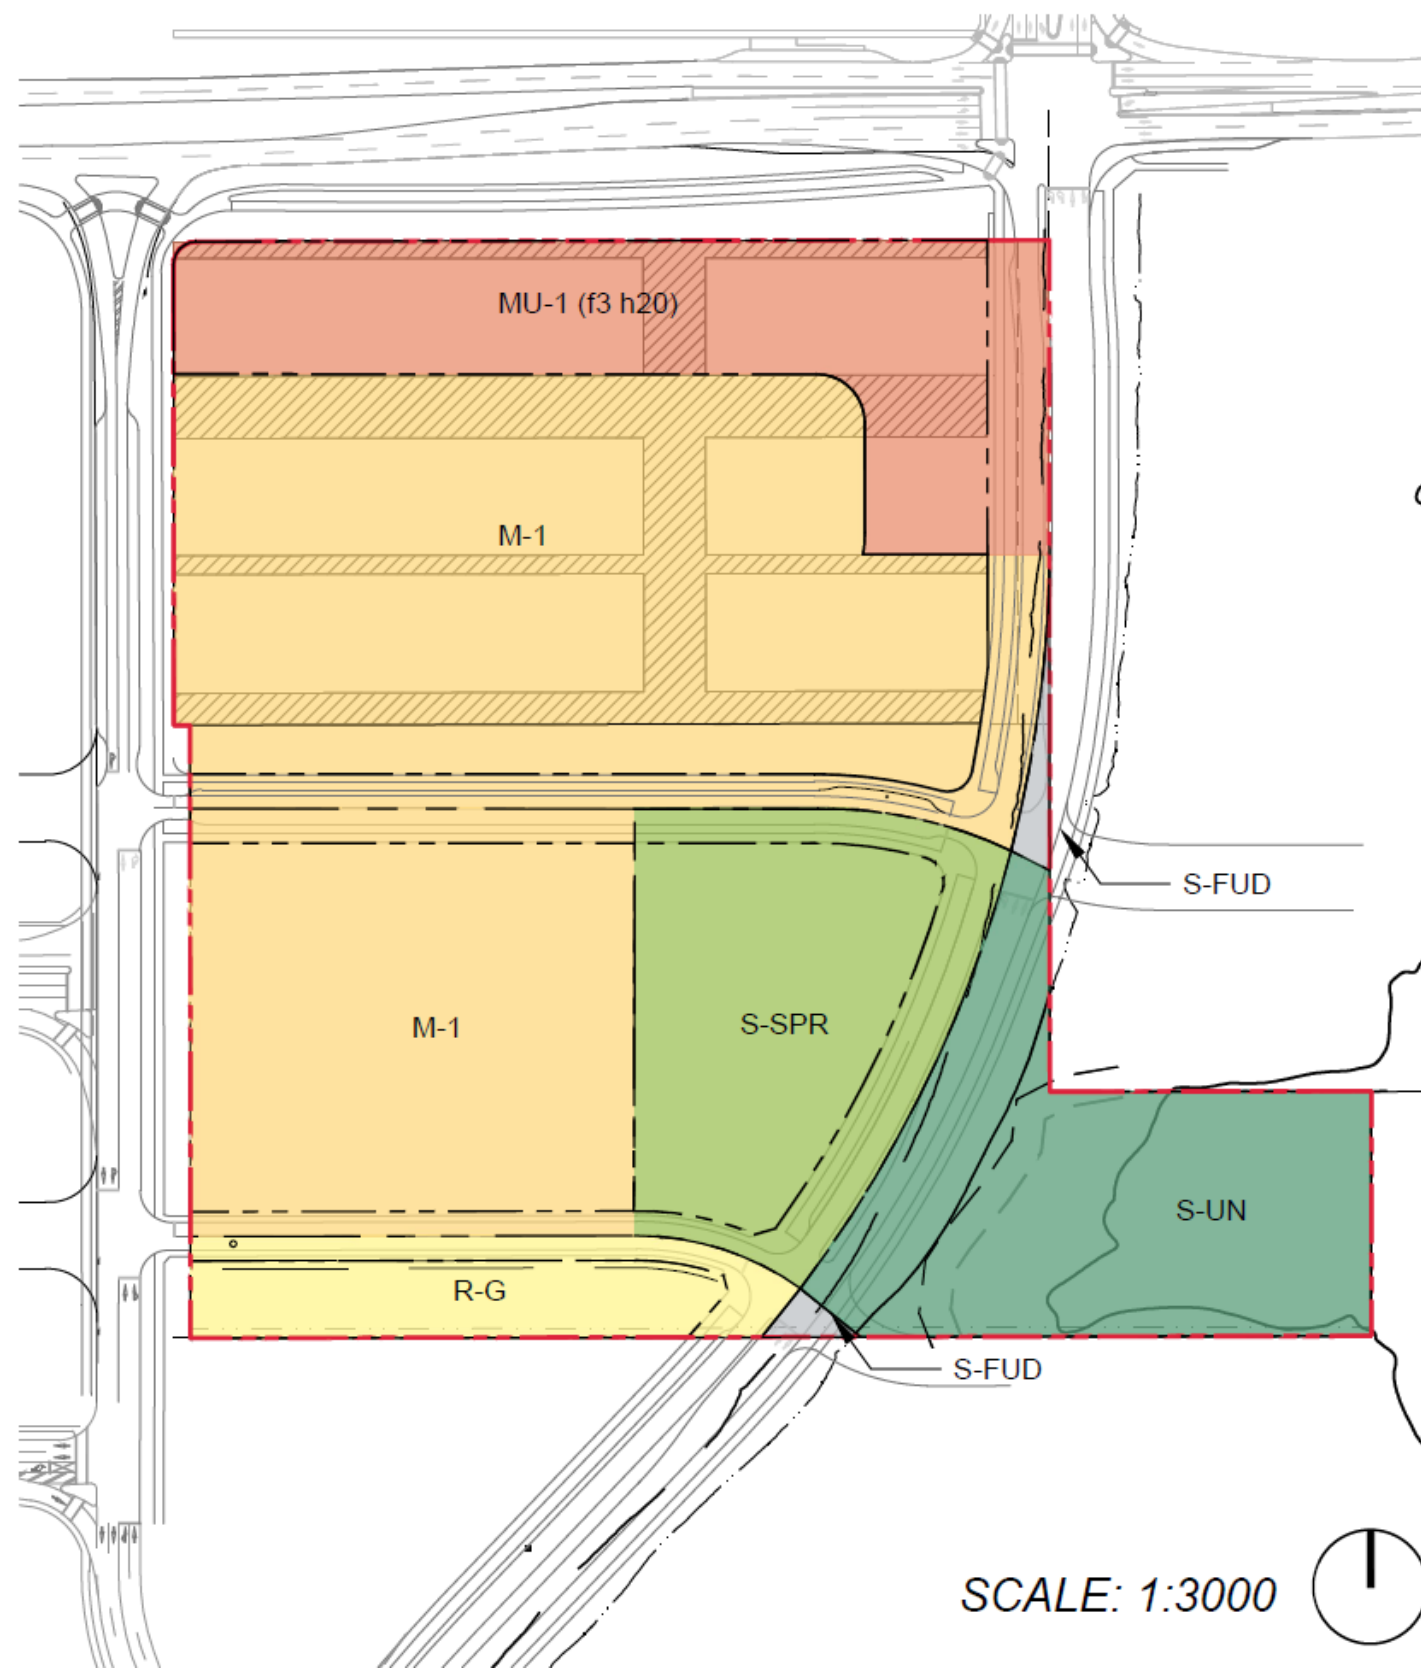 MU-1 (f3 h20)
M-1
S-FUD
M-1
S-SPR
S-UN
R-G
S-FUD
SCALE: 1:3000